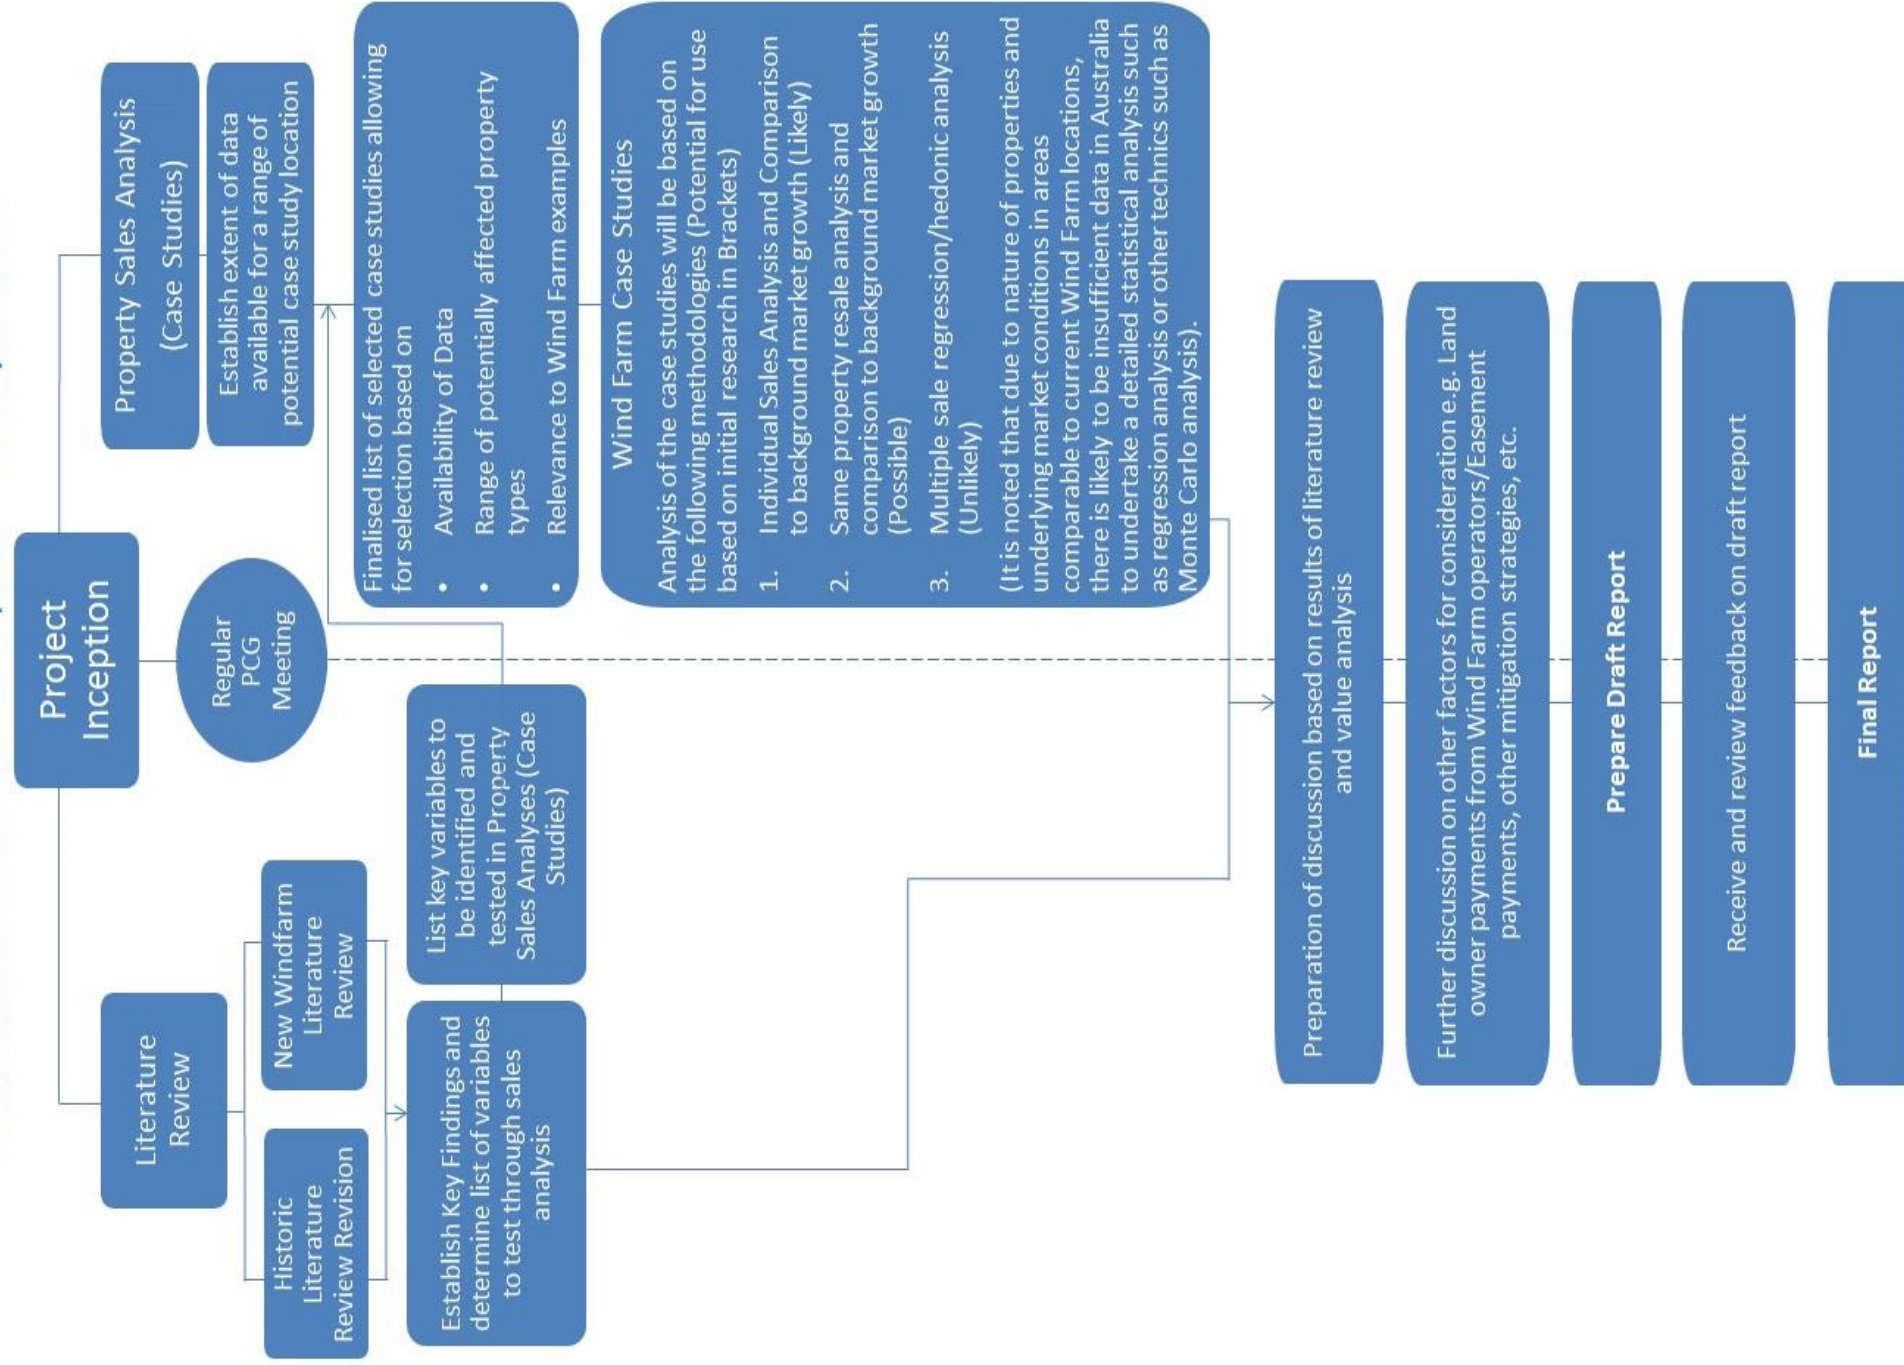 Project
Inception
Regular
PCG
Meeting
Literature
Review
Historic
Literature
Review Revision
New Windfarm
Literature
Review
Establish Key Findings and
determine list of variables
to test through sales
analysis
List key variables to
be identified and
tested in Property
Sales Analyses (Case
Studies)
Property Sales Analysis
(Case Studies)
Establish extent of data
available for a range of
potential case study location
Finalised list of selected case studies allowing
for selection based on
• Availability of Data
• Range of potentially affected property
types
• Relevance to Wind Farm examples
Wind Farm Case Studies
Analysis of the case studies will be based on
the following methodologies (Potential for use
based on initial research in Brackets)
1. Individual Sales Analysis and Comparison
to background market growth (Likely)
2. Same property resale analysis and
comparison to background market growth
(Possible)
3. Multiple sale regression/hedonic analysis
(Unlikely)
(It is noted that due to nature of properties and
underlying market conditions in areas
comparable to current Wind Farm locations,
there is likely to be insufficient data in Australia
to undertake a detailed statistical analysis such
as regression analysis or other technics such as
Monte Carlo analysis).
Preparation of discussion based on results of literature review
and value analysis
Further discussion on other factors for consideration e.g. Land
owner payments from Wind Farm operators/Easement
payments, other mitigation strategies, etc.
Prepare Draft Report
Receive and review feedback on draft report
Final Report